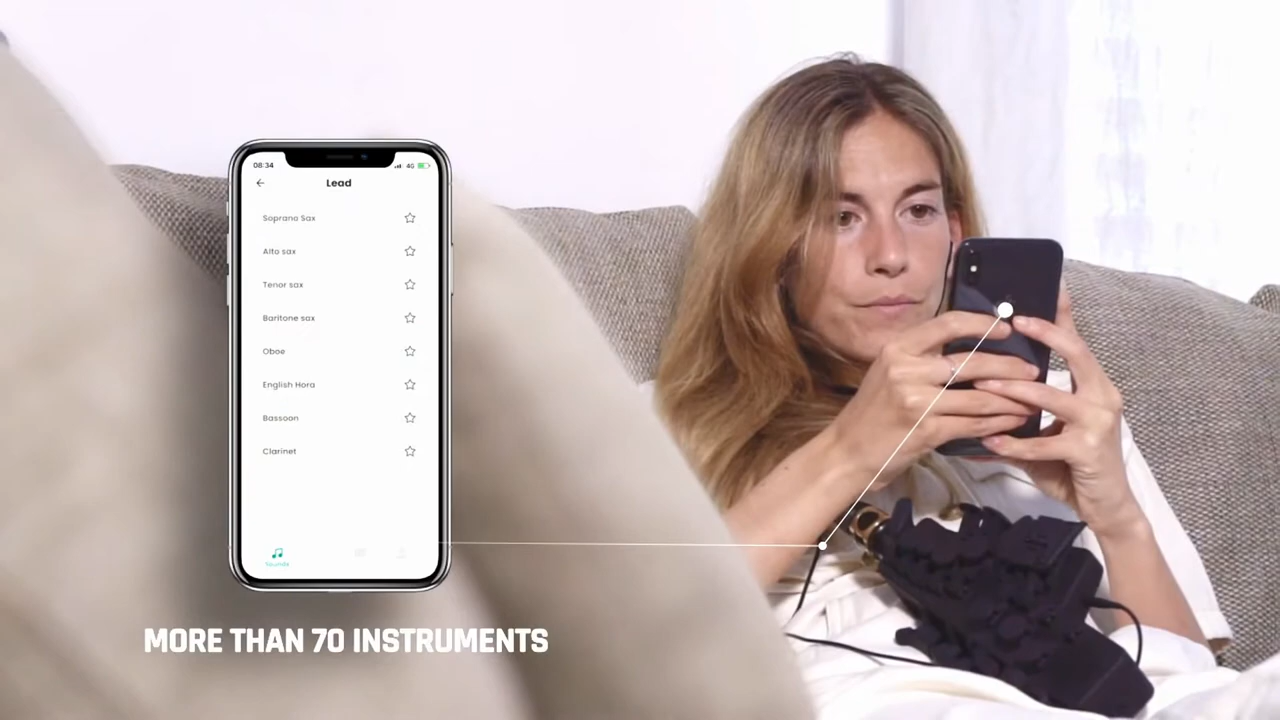 08:34
4G
Lead
Soprano Sax
Alto sax
Tenor sax
Baritone sax
Oboe
English Horn
Bassoon
Clarinet
Sounds
MORE THAN 70 INSTRUMENTS